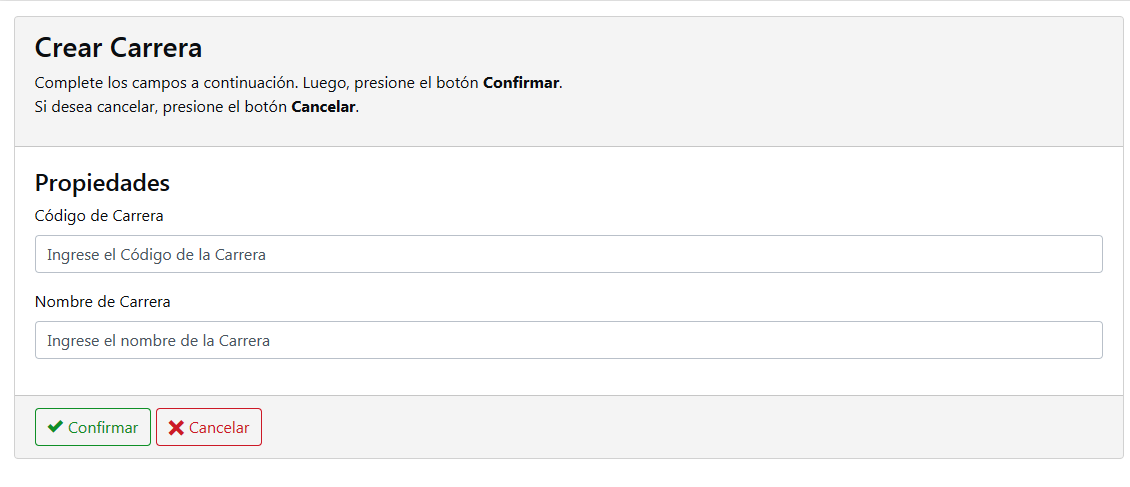 Crear Carrera
Complete los campos a continuación. Luego, presione el botón Confirmar.
Si desea cancelar, presione el botón Cancelar.
Propiedades
Código de Carrera
Ingrese el Código de la Carrera
Nombre de Carrera
Ingrese el nombre de la Carrera
Confirmar Cancelar